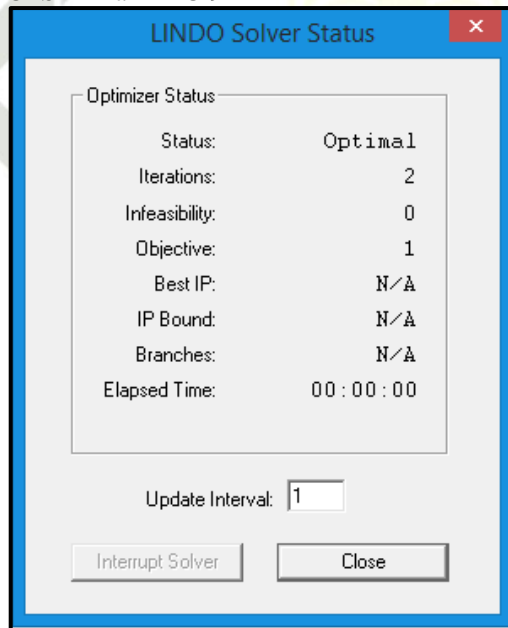 LINDO Solver Status
Optimizer Status
Status: Optimal
Iterations: 2
Infeasibility: 0
Objective: 1
Best IP: N/A
IP Bound: N/A
Branches: N/A
Elapsed Time: 00:00:00
Update Interval: 1
Interrupt Solver Close